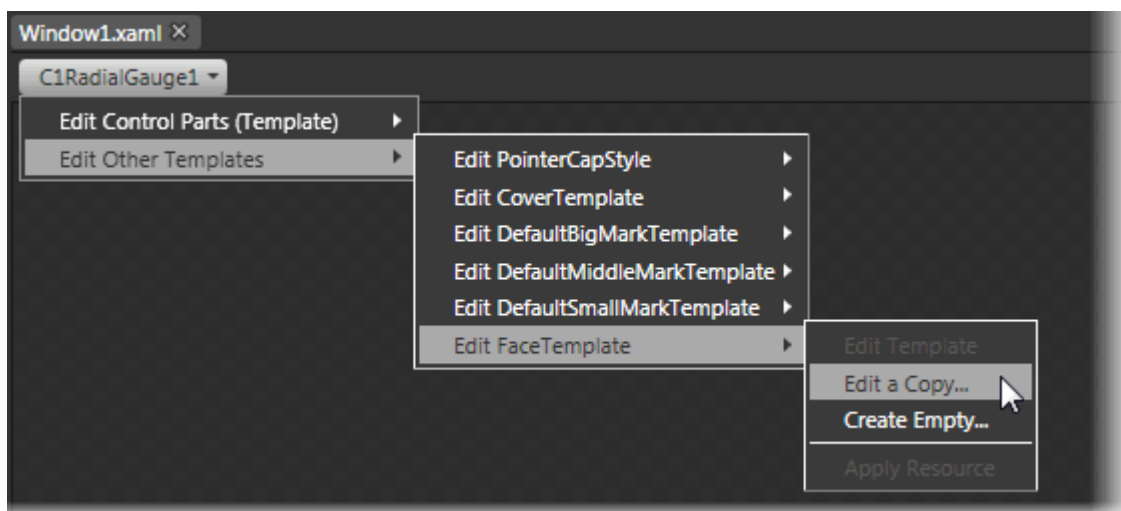 Window1.xaml ×
C1RadialGauge1
Edit Control Parts (Template)
Edit Other Templates
Edit PointerCapStyle
Edit CoverTemplate
Edit DefaultBigMarkTemplate
Edit DefaultMiddleMarkTemplate
Edit DefaultSmallMarkTemplate
Edit FaceTemplate
Edit Template
Edit a Copy...
Create Empty...
Apply Resource